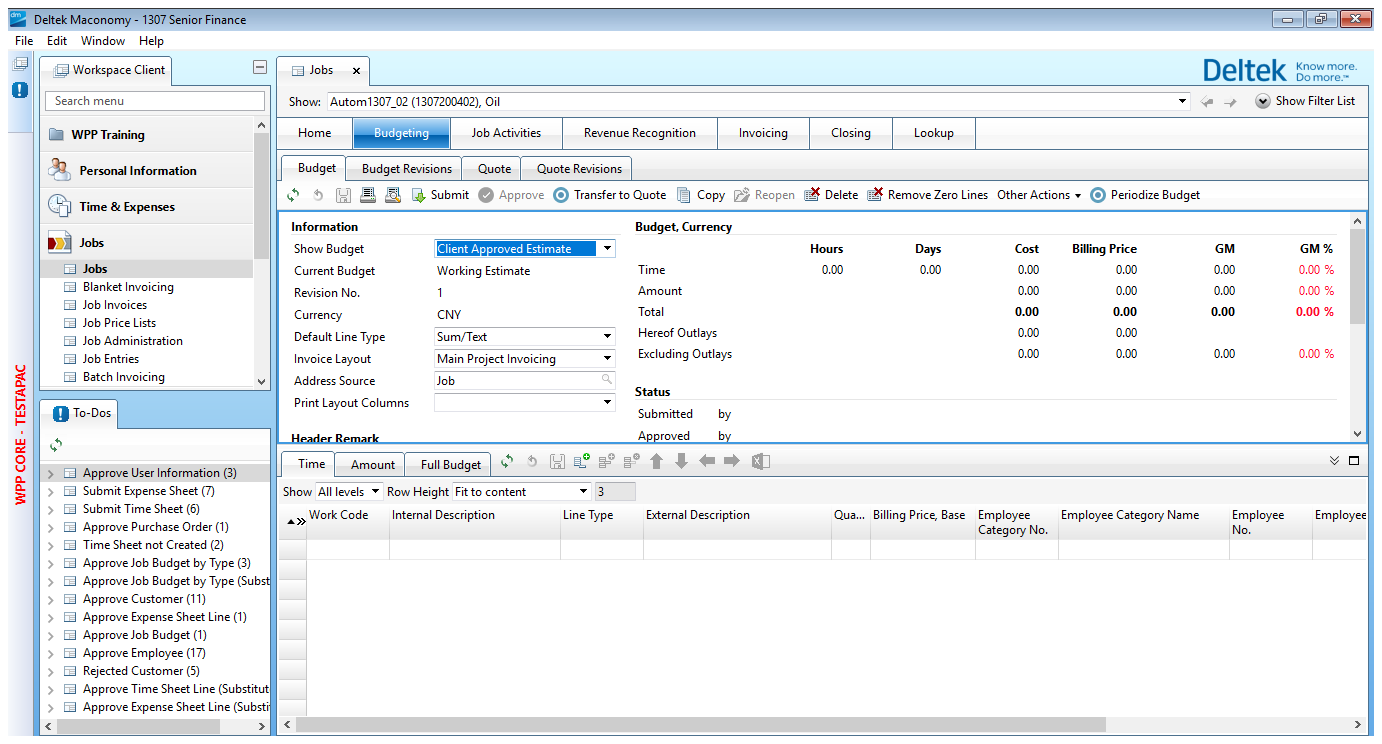 Deltek Maconomy - 1307 Senior Finance
File Edit Window Help
Workspace Client
Search menu
WPP Training
Personal Information
Time & Expenses
Jobs
Jobs
Blanket Invoicing
Job Invoices
Job Price Lists
Job Administration
Job Entries
Batch Invoicing
WPP CORE - TESTAPAC
To-Dos
Approve User Information (3)
Submit Expense Sheet (7)
Submit Time Sheet (6)
Approve Purchase Order (1)
Time Sheet not Created (2)
Approve Job Budget by Type (3)
Approve Job Budget by Type (Subst
Approve Customer (11)
Approve Expense Sheet Line (1)
Approve Job Budget (1)
Approve Employee (17)
Rejected Customer (5)
Approve Time Sheet Line (Substitut
Approve Expense Sheet Line (Substi
Jobs
Deltek Know more. Do more.™
Show: Autom1307_02 (1307200402), Oil Show Filter List
Home Budgeting Job Activities Revenue Recognition Invoicing Closing Lookup
Budget Budget Revisions Quote Quote Revisions
Submit Approve Transfer to Quote Copy Reopen Delete Remove Zero Lines Other Actions Periodize Budget
Information
Show Budget Client Approved Estimate
Current Budget Working Estimate
Revision No. 1
Currency CNY
Default Line Type Sum/Text
Invoice Layout Main Project Invoicing
Address Source Job
Print Layout Columns
Header Remark
Budget, Currency
Hours Days Cost Billing Price GM GM %
Time 0.00 0.00 0.00 0.00 0.00 0.00 %
Amount 0.00 0.00 0.00 0.00 %
Total 0.00 0.00 0.00 0.00 %
Hereof Outlays 0.00 0.00
Excluding Outlays 0.00 0.00 0.00 0.00 %
Status
Submitted by
Approved by
Time Amount Full Budget
Show All levels Row Height Fit to content 3
Work Code Internal Description Line Type External Description Qua... Billing Price, Base Employee Category No. Employee Category Name Employee No. Employee